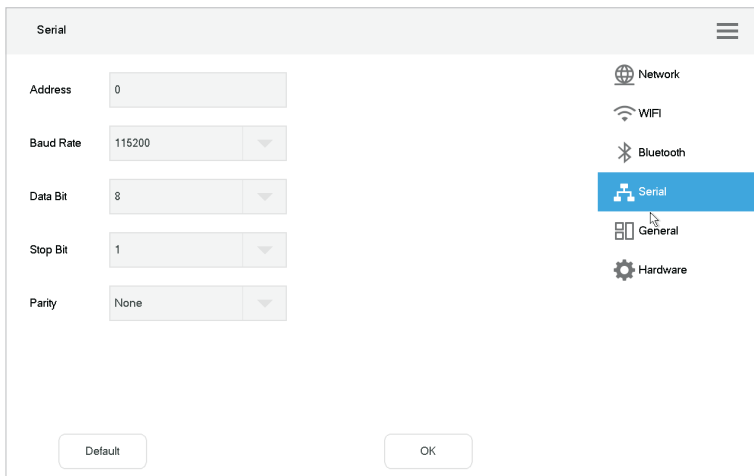 Serial
Address 0
Baud Rate 115200
Data Bit 8
Stop Bit 1
Parity None
Default OK
Network
WIFI
Bluetooth
Serial
General
Hardware